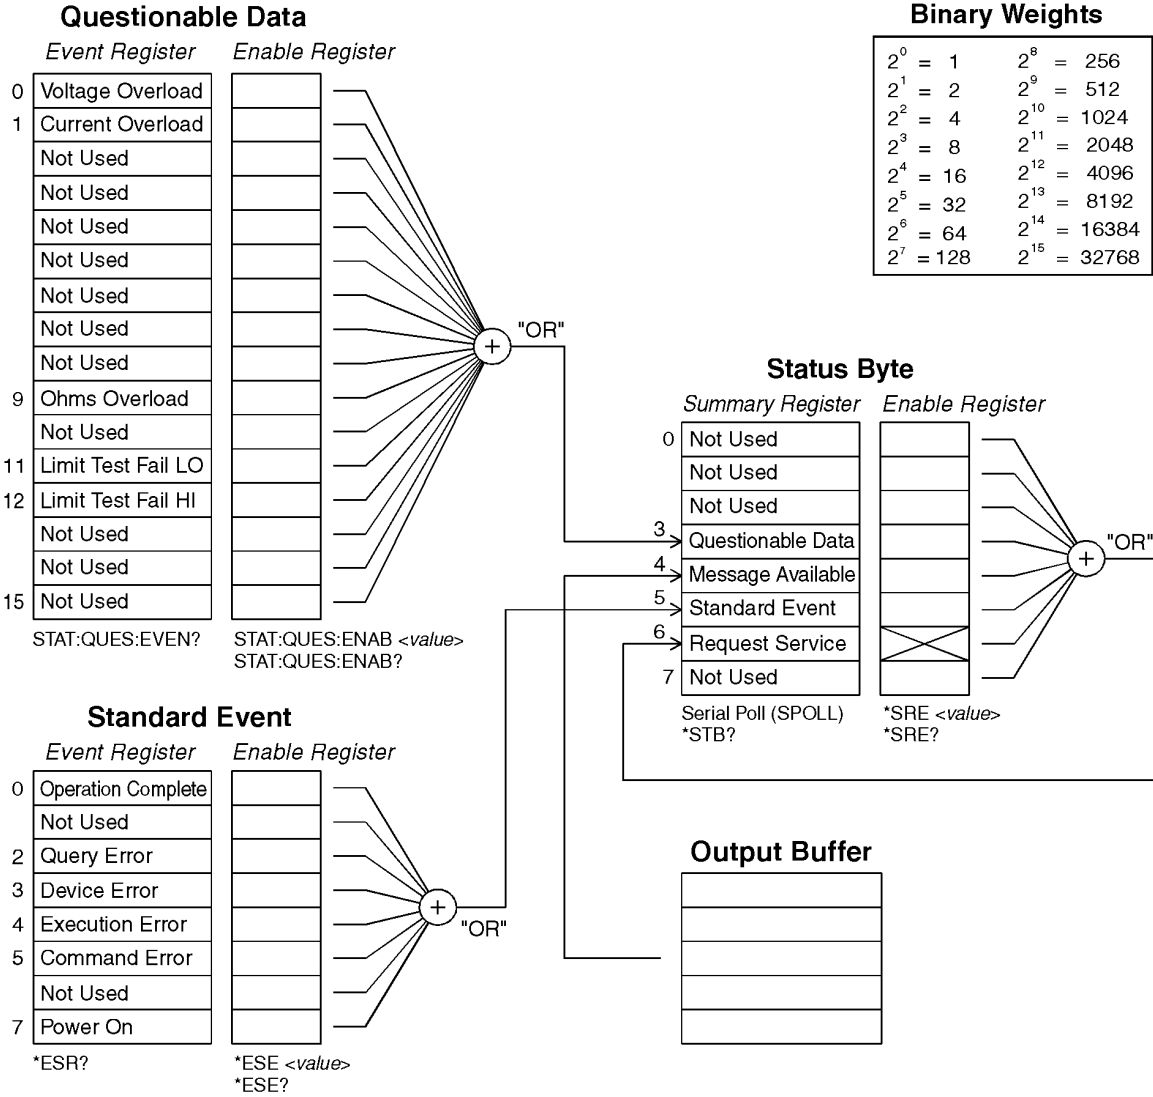 Questionable Data
Event Register Enable Register
0 Voltage Overload
1 Current Overload
Not Used
Not Used
Not Used
Not Used
Not Used
Not Used
Not Used
9 Ohms Overload
Not Used
11 Limit Test Fail LO
12 Limit Test Fail HI
Not Used
Not Used
15 Not Used
STAT:QUES:EVEN? STAT:QUES:ENAB <value>
STAT:QUES:ENAB?
+ "OR"
Binary Weights
2^0 = 1 2^8 = 256
2^1 = 2 2^9 = 512
2^2 = 4 2^10 = 1024
2^3 = 8 2^11 = 2048
2^4 = 16 2^12 = 4096
2^5 = 32 2^13 = 8192
2^6 = 64 2^14 = 16384
2^7 = 128 2^15 = 32768
Status Byte
Summary Register Enable Register
0 Not Used
Not Used
Not Used
3 Questionable Data
4 Message Available
5 Standard Event
6 Request Service
7 Not Used
Serial Poll (SPOLL) *SRE <value>
*STB? *SRE?
+ "OR"
Standard Event
Event Register Enable Register
0 Operation Complete
Not Used
2 Query Error
3 Device Error
4 Execution Error
5 Command Error
Not Used
7 Power On
*ESR? *ESE <value>
*ESE?
+ "OR"
Output Buffer